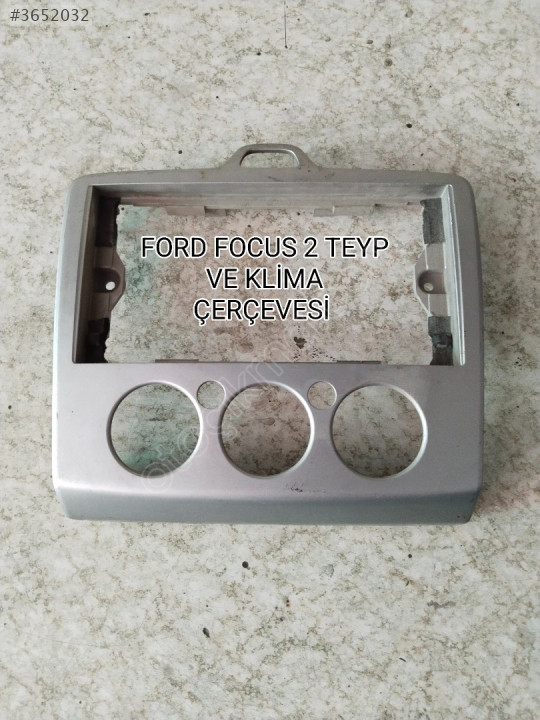 #3652032
FORD FOCUS 2 TEYP
VE KLİMA
ÇERÇEVESİ